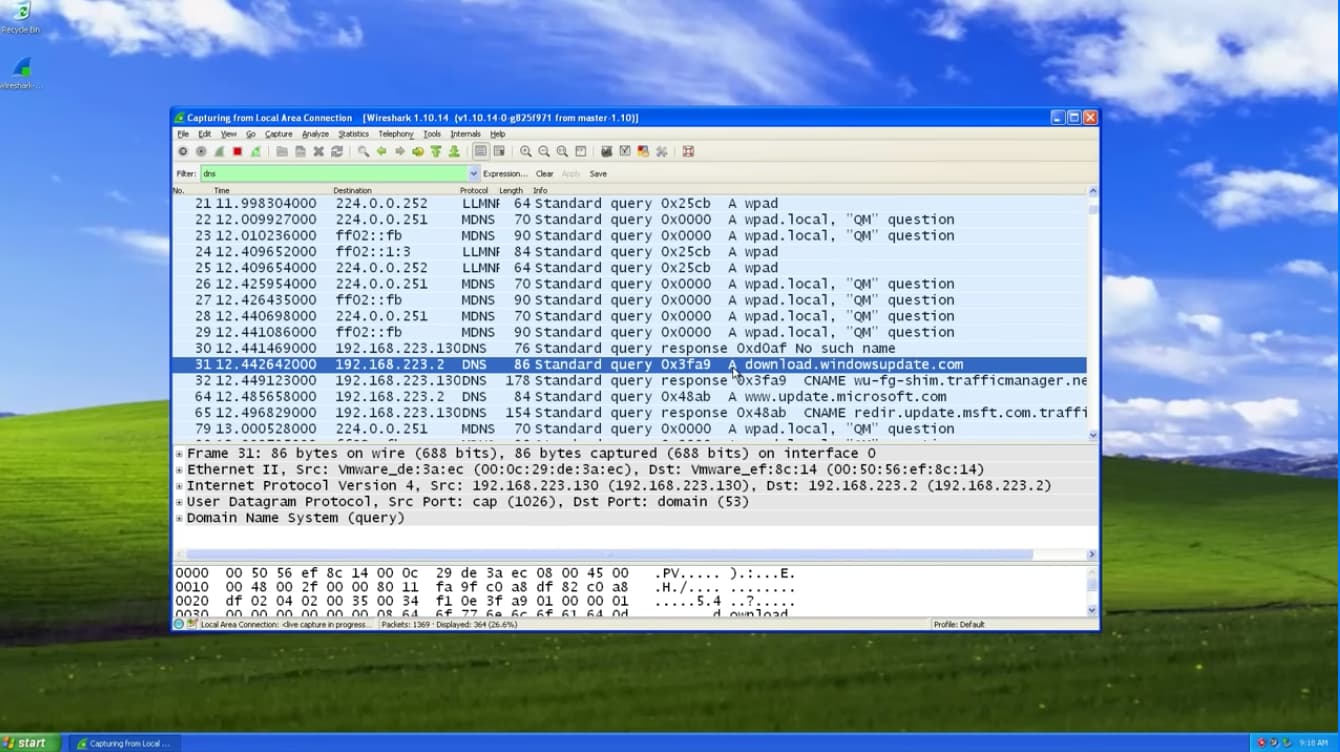 Recycle Bin
Wireshark-...
Capturing from Local Area Connection [Wireshark 1.10.14 (v1.10.14-0-g825f971 from master-1.10)]
File Edit View Go Capture Analyze Statistics Telephony Tools Internals Help
Filter: dns Expression... Clear Apply Save
No. Time Destination Protocol Length Info
21 11.998304000 224.0.0.252 LLMNR 64 Standard query 0x25cb A wpad
22 12.009927000 224.0.0.251 MDNS 70 Standard query 0x0000 A wpad.local, "QM" question
23 12.010236000 ff02::fb MDNS 90 Standard query 0x0000 A wpad.local, "QM" question
24 12.409652000 ff02::1:3 LLMNR 84 Standard query 0x25cb A wpad
25 12.409654000 224.0.0.252 LLMNR 64 Standard query 0x25cb A wpad
26 12.425954000 224.0.0.251 MDNS 70 Standard query 0x0000 A wpad.local, "QM" question
27 12.426435000 ff02::fb MDNS 90 Standard query 0x0000 A wpad.local, "QM" question
28 12.440698000 224.0.0.251 MDNS 70 Standard query 0x0000 A wpad.local, "QM" question
29 12.441086000 ff02::fb MDNS 90 Standard query 0x0000 A wpad.local, "QM" question
30 12.441469000 192.168.223.130 DNS 76 Standard query response 0xd0af No such name
31 12.442642000 192.168.223.2 DNS 86 Standard query 0x3fa9 A download.windowsupdate.com
32 12.449123000 192.168.223.130 DNS 178 Standard query response 0x3fa9 CNAME wu-fg-shim.trafficmanager.ne
64 12.485658000 192.168.223.2 DNS 84 Standard query 0x48ab A www.update.microsoft.com
65 12.496829000 192.168.223.130 DNS 154 Standard query response 0x48ab CNAME redir.update.msft.com.traffi
79 13.000528000 224.0.0.251 MDNS 70 Standard query 0x0000 A wpad.local, "QM" question
Frame 31: 86 bytes on wire (688 bits), 86 bytes captured (688 bits) on interface 0
Ethernet II, Src: Vmware_de:3a:ec (00:0c:29:de:3a:ec), Dst: Vmware_ef:8c:14 (00:50:56:ef:8c:14)
Internet Protocol Version 4, Src: 192.168.223.130 (192.168.223.130), Dst: 192.168.223.2 (192.168.223.2)
User Datagram Protocol, Src Port: cap (1026), Dst Port: domain (53)
Domain Name System (query)
0000 00 50 56 ef 8c 14 00 0c 29 de 3a ec 08 00 45 00 .PV..... ).:...E.
0010 00 48 00 2f 00 00 80 11 fa 9f c0 a8 df 82 c0 a8 .H./.... ........
0020 df 02 04 02 00 35 00 34 f1 0e 3f a9 01 00 00 01 .....5.4 ..?.....
0030 00 00 00 00 00 00 08 64 6f 77 6e 6c 6f 61 64 0d .......d ownload.
Local Area Connection: <live capture in progress... Packets: 1369 · Displayed: 364 (26.6%) Profile: Default
start Capturing from Local ... 9:18 AM